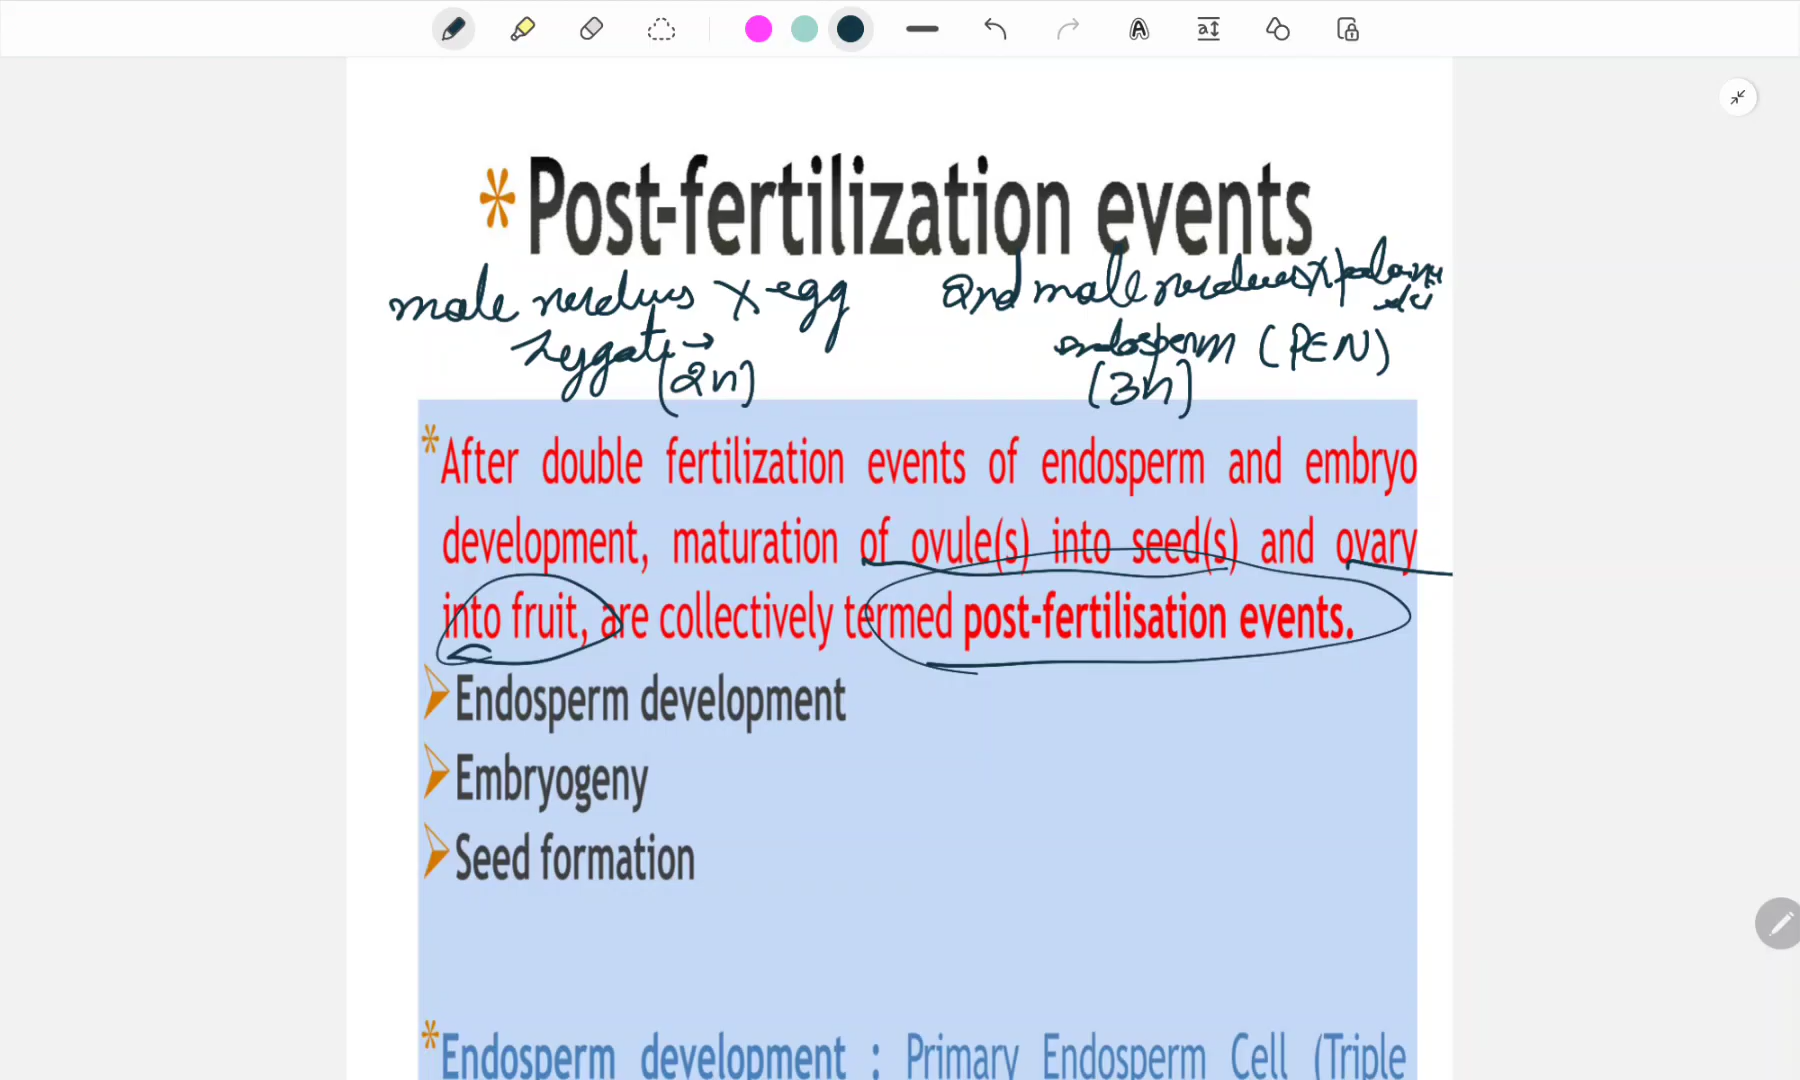 * Post-fertilization events
male nucleus X egg
zygote → (2n)
2nd male nucleus X polar nuclei
endosperm (PEN)
(3n)
* After double fertilization events of endosperm and embryo
development, maturation of ovule(s) into seed(s) and ovary
into fruit, are collectively termed post-fertilisation events.
➢ Endosperm development
➢ Embryogeny
➢ Seed formation
* Endosperm development : Primary Endosperm Cell (Triple